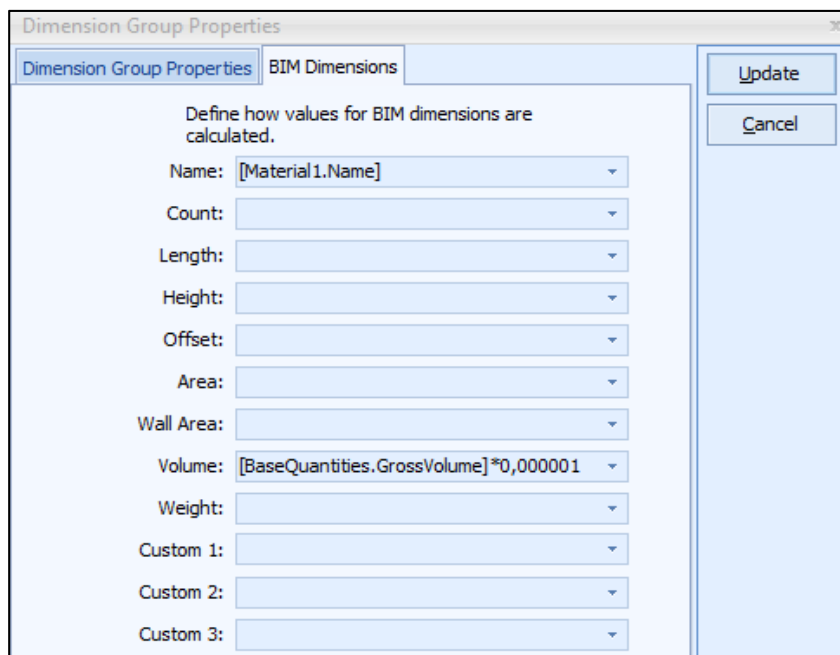 Dimension Group Properties
x
Dimension Group Properties
BIM Dimensions
Update
Cancel
Define how values for BIM dimensions are
calculated.
Name: [Material1.Name]
Count:
Length:
Height:
Offset:
Area:
Wall Area:
Volume: [BaseQuantities.GrossVolume]*0,000001
Weight:
Custom 1:
Custom 2:
Custom 3: